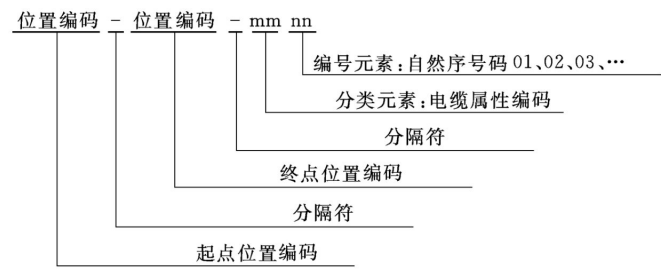 位置编码-位置编码-mm nn
编号元素:自然序号码01、02、03、…
分类元素:电缆属性编码
分隔符
终点位置编码
分隔符
起点位置编码